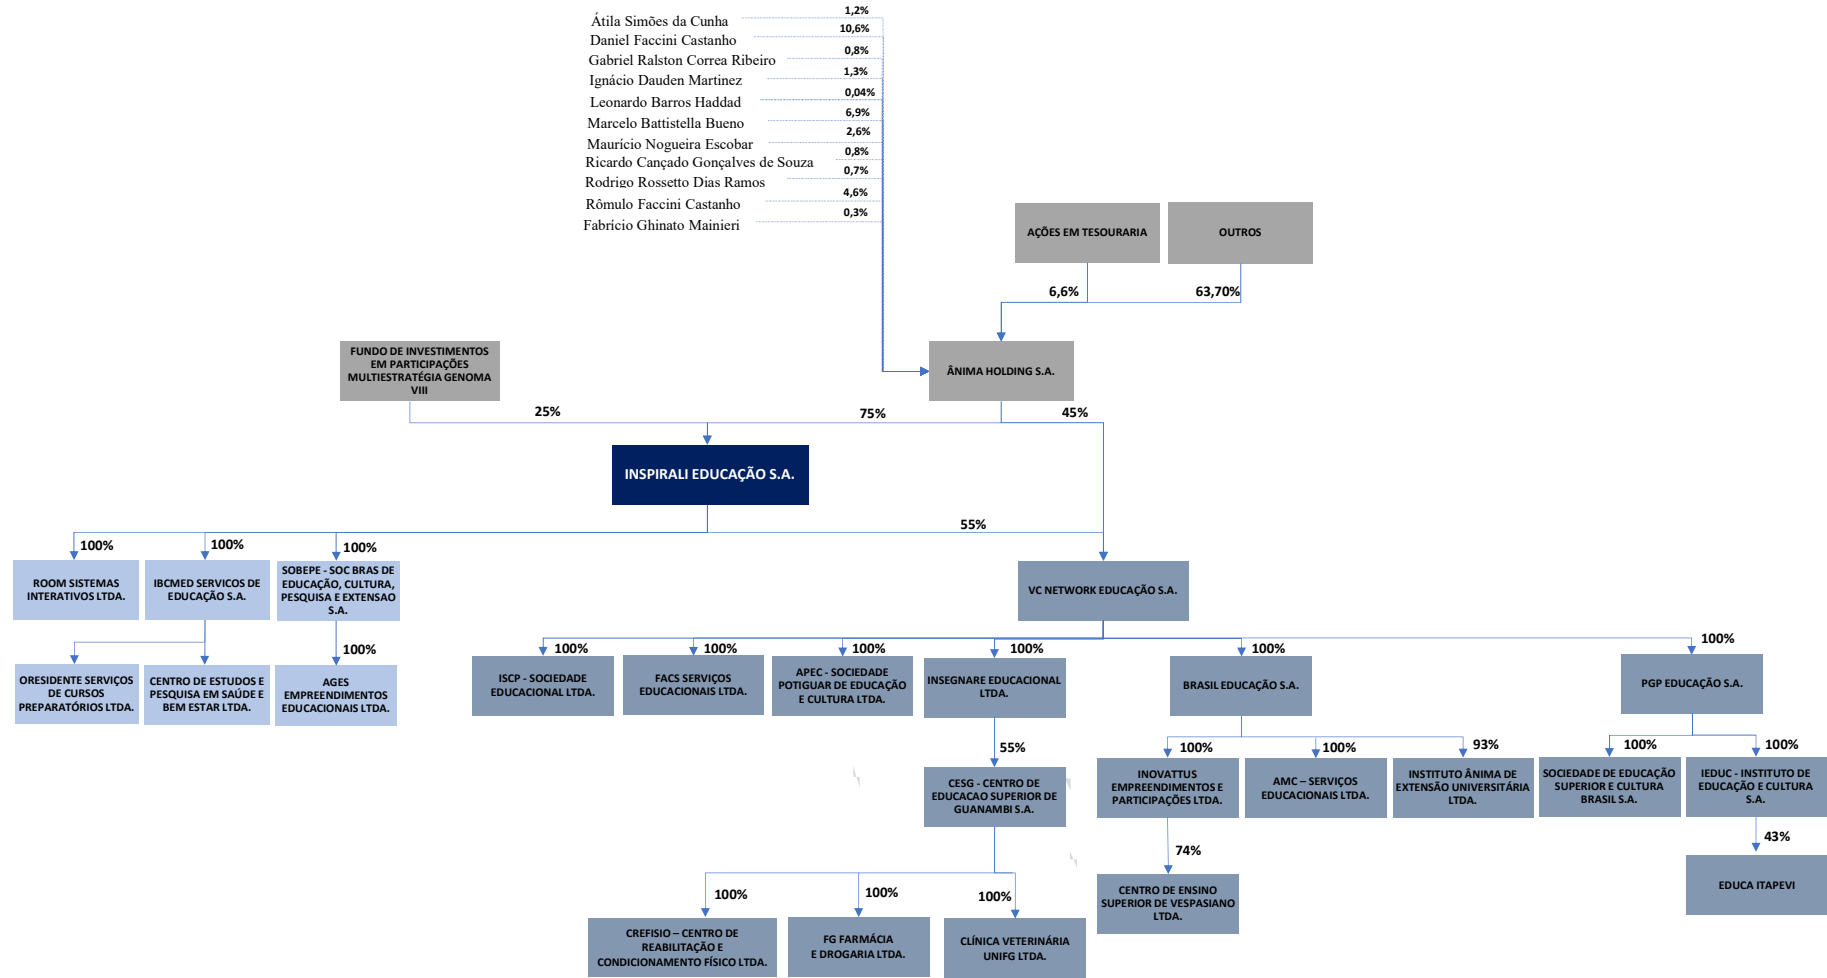 Átila Simões da Cunha
1,2%
Daniel Faccini Castanho
10,6%
Gabriel Ralston Correa Ribeiro
0,8%
Ignácio Dauden Martinez
1,3%
Leonardo Barros Haddad
0,04%
Marcelo Battistella Bueno
6,9%
Maurício Nogueira Escobar
2,6%
Ricardo Cançado Gonçalves de Souza
0,8%
Rodrigo Rossetto Dias Ramos
0,7%
Rômulo Faccini Castanho
4,6%
Fabrício Ghinato Mainieri
0,3%
AÇÕES EM TESOURARIA
OUTROS
6,6%
63,70%
FUNDO DE INVESTIMENTOS
EM PARTICIPAÇÕES
MULTIESTRATÉGIA GENOMA
VIII
ÂNIMA HOLDING S.A.
25%
75%
45%
INSPIRALI EDUCAÇÃO S.A.
55%
100%
100%
100%
ROOM SISTEMAS
INTERATIVOS LTDA.
IBCMED SERVICOS DE
EDUCAÇÃO S.A.
SOBEPE - SOC BRAS DE
EDUCAÇÃO, CULTURA,
PESQUISA E EXTENSAO
S.A.
VC NETWORK EDUCAÇÃO S.A.
100%
ORESIDENTE SERVIÇOS
DE CURSOS
PREPARATÓRIOS LTDA.
CENTRO DE ESTUDOS E
PESQUISA EM SAÚDE E
BEM ESTAR LTDA.
AGES
EMPREENDIMENTOS
EDUCACIONAIS LTDA.
100%
100%
100%
100%
100%
100%
ISCP - SOCIEDADE
EDUCACIONAL LTDA.
FACS SERVIÇOS
EDUCACIONAIS LTDA.
APEC - SOCIEDADE
POTIGUAR DE EDUCAÇÃO
E CULTURA LTDA.
INSEGNARE EDUCACIONAL
LTDA.
BRASIL EDUCAÇÃO S.A.
PGP EDUCAÇÃO S.A.
55%
100%
100%
93%
100%
100%
CESG - CENTRO DE
EDUCACAO SUPERIOR DE
GUANAMBI S.A.
INOVATTUS
EMPREENDIMENTOS E
PARTICIPAÇÕES LTDA.
AMC – SERVIÇOS
EDUCACIONAIS LTDA.
INSTITUTO ÂNIMA DE
EXTENSÃO UNIVERSITÁRIA
LTDA.
SOCIEDADE DE EDUCAÇÃO
SUPERIOR E CULTURA
BRASIL S.A.
IEDUC - INSTITUTO DE
EDUCAÇÃO E CULTURA
S.A.
74%
43%
CENTRO DE ENSINO
SUPERIOR DE VESPASIANO
LTDA.
EDUCA ITAPEVI
100%
100%
100%
CREFISIO – CENTRO DE
REABILITAÇÃO E
CONDICIONAMENTO FÍSICO LTDA.
FG FARMÁCIA
E DROGARIA LTDA.
CLÍNICA VETERINÁRIA
UNIFG LTDA.